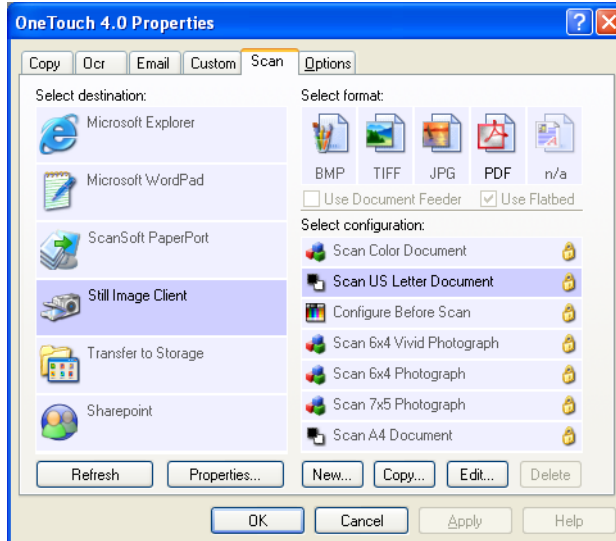 OneTouch 4.0 Properties
Copy Ocr Email Custom Scan Options
Select destination:
Microsoft Explorer
Microsoft WordPad
ScanSoft PaperPort
Still Image Client
Transfer to Storage
Sharepoint
Refresh Properties...
Select format:
BMP TIFF JPG PDF n/a
Use Document Feeder Use Flatbed
Select configuration:
Scan Color Document
Scan US Letter Document
Configure Before Scan
Scan 6x4 Vivid Photograph
Scan 6x4 Photograph
Scan 7x5 Photograph
Scan A4 Document
New... Copy... Edit... Delete
OK Cancel Apply Help